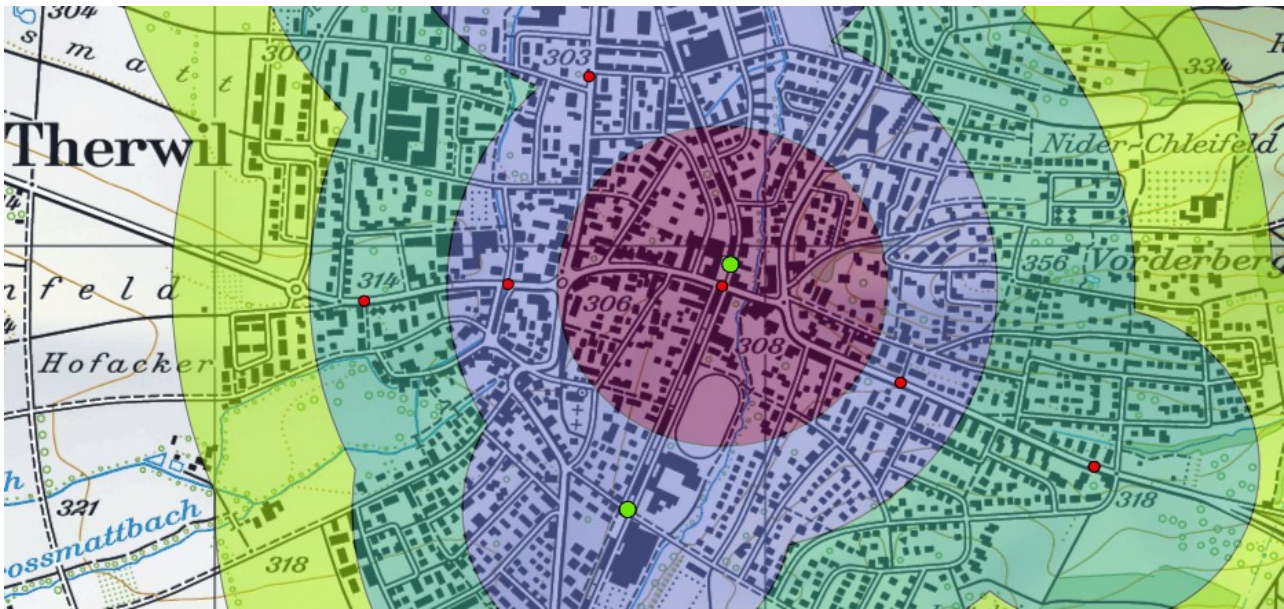 304
s m a t t
300
303
334
Therwil
Nider-Chleifeld
356
Vorderberg
314
n f e l d
306
308
Hofacker
318
321
ossmattbach
318